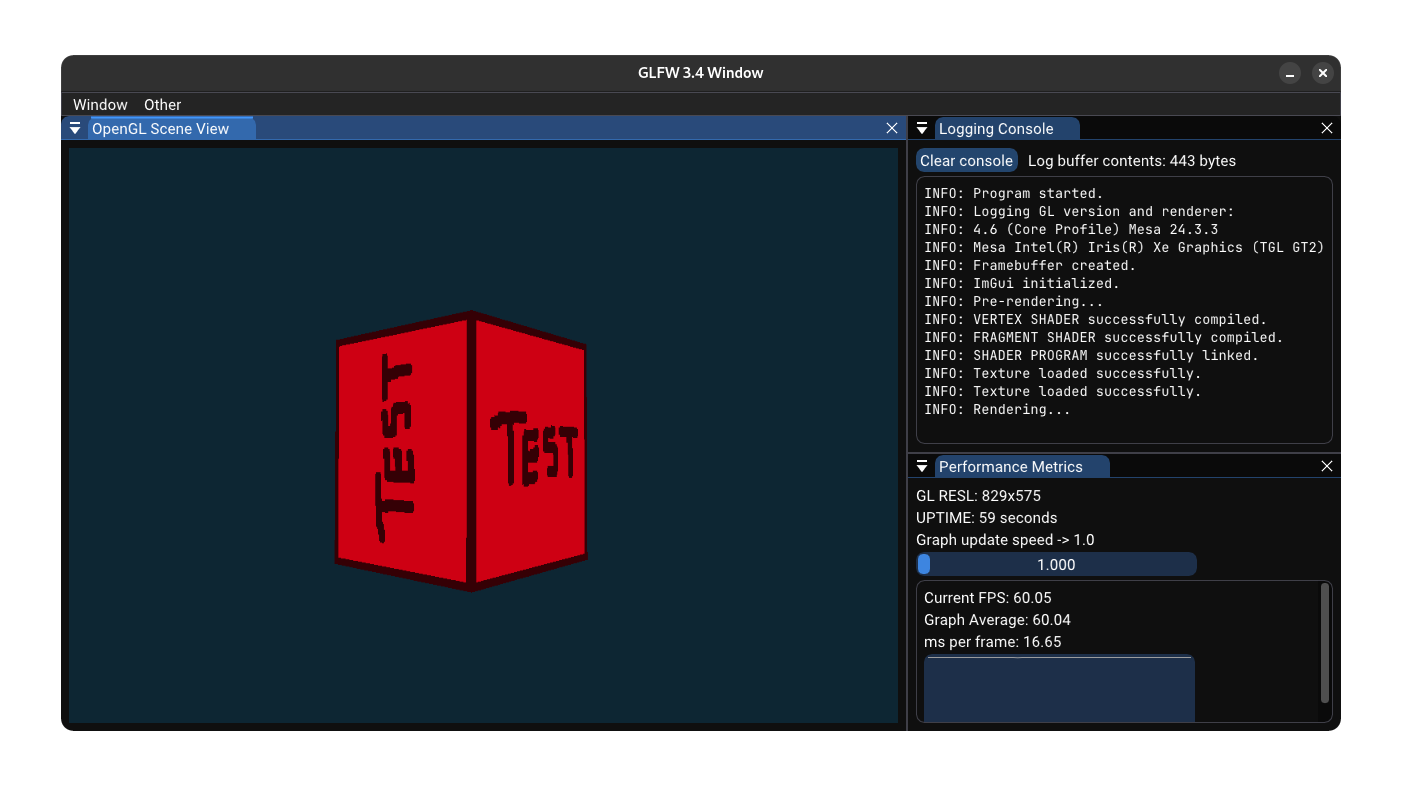 GLFW 3.4 Window
Window Other
OpenGL Scene View
TEST
TEST
Logging Console
Clear console Log buffer contents: 443 bytes
INFO: Program started.
INFO: Logging GL version and renderer:
INFO: 4.6 (Core Profile) Mesa 24.3.3
INFO: Mesa Intel(R) Iris(R) Xe Graphics (TGL GT2)
INFO: Framebuffer created.
INFO: ImGui initialized.
INFO: Pre-rendering...
INFO: VERTEX SHADER successfully compiled.
INFO: FRAGMENT SHADER successfully compiled.
INFO: SHADER PROGRAM successfully linked.
INFO: Texture loaded successfully.
INFO: Texture loaded successfully.
INFO: Rendering...
Performance Metrics
GL RESL: 829x575
UPTIME: 59 seconds
Graph update speed -> 1.0
1.000
Current FPS: 60.05
Graph Average: 60.04
ms per frame: 16.65